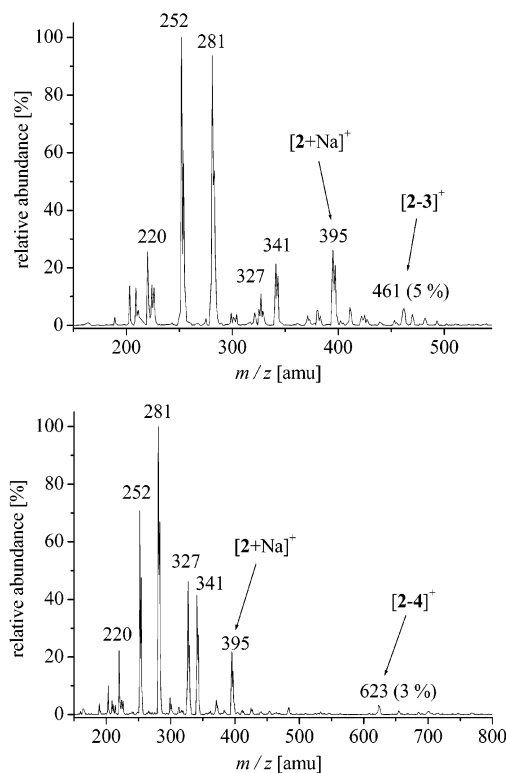 252
100
281
80
[2+Na]+
60
relative abundance [%]
[2-3]+
40
220
341
395
20
327
461 (5 %)
0
200 300 400 500
m / z [amu]
281
100
80
252
60
relative abundance [%]
327
[2+Na]+
341
40
[2-4]+
220
395
20
623 (3 %)
0
200 300 400 500 600 700 800
m / z [amu]